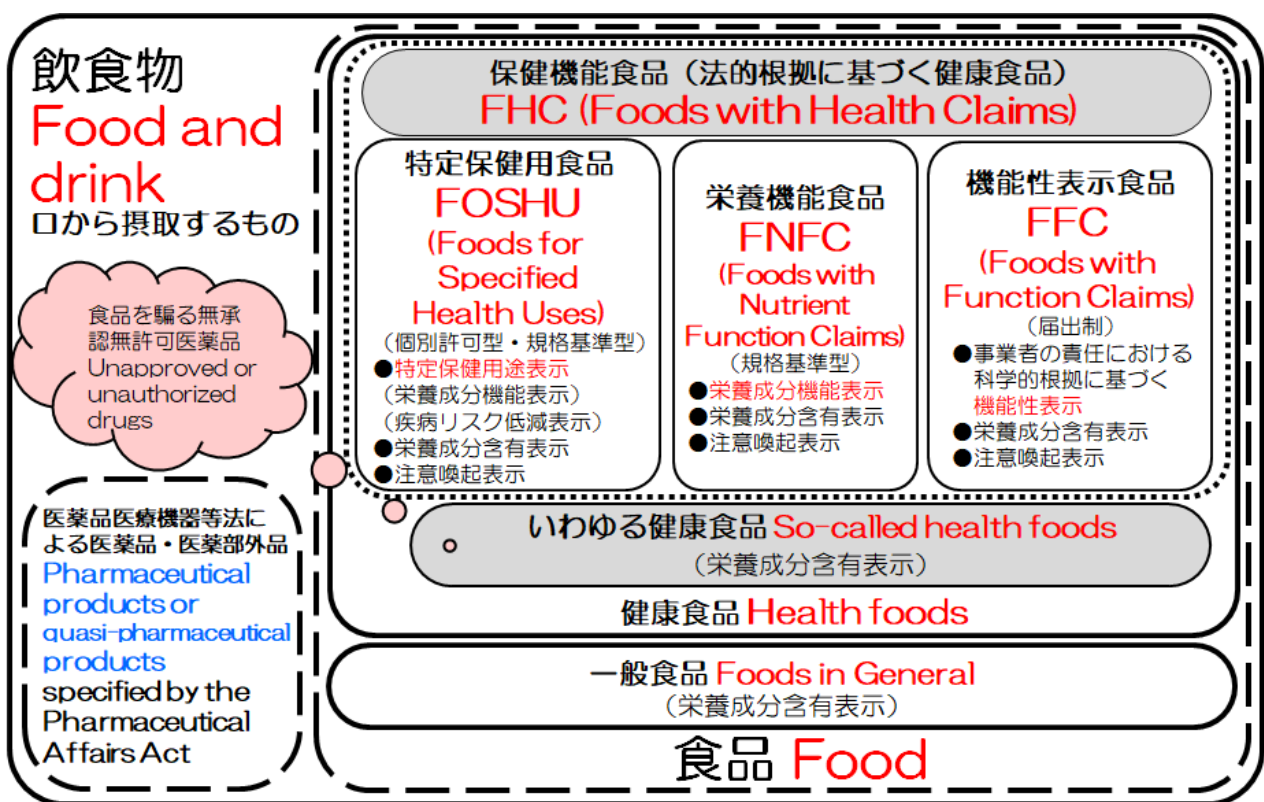 飲食物
Food and
drink
口から摂取するもの
食品を騙る無承
認無許可医薬品
Unapproved or
unauthorized
drugs
医薬品医療機器等法に
よる医薬品・医薬部外品
Pharmaceutical
products or
quasi-pharmaceutical
products
specified by the
Pharmaceutical
Affairs Act
保健機能食品（法的根拠に基づく健康食品）
FHC (Foods with Health Claims)
特定保健用食品
FOSHU
(Foods for
Specified
Health Uses)
（個別許可型・規格基準型）
●特定保健用途表示
（栄養成分機能表示）
（疾病リスク低減表示）
●栄養成分含有表示
●注意喚起表示
栄養機能食品
FNFC
(Foods with
Nutrient
Function Claims)
（規格基準型）
●栄養成分機能表示
●栄養成分含有表示
●注意喚起表示
機能性表示食品
FFC
(Foods with
Function Claims)
（届出制）
●事業者の責任における
科学的根拠に基づく
機能性表示
●栄養成分含有表示
●注意喚起表示
いわゆる健康食品 So-called health foods
（栄養成分含有表示）
健康食品 Health foods
一般食品 Foods in General
（栄養成分含有表示）
食品 Food